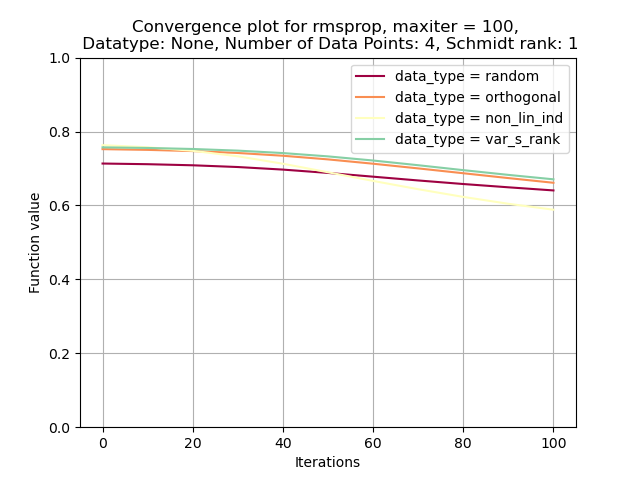 Convergence plot for rmsprop, maxiter = 100,
Datatype: None, Number of Data Points: 4, Schmidt rank: 1
1.0
0.8
0.6
0.4
0.2
0.0
Function value
data_type = random
data_type = orthogonal
data_type = non_lin_ind
data_type = var_s_rank
0 20 40 60 80 100
Iterations